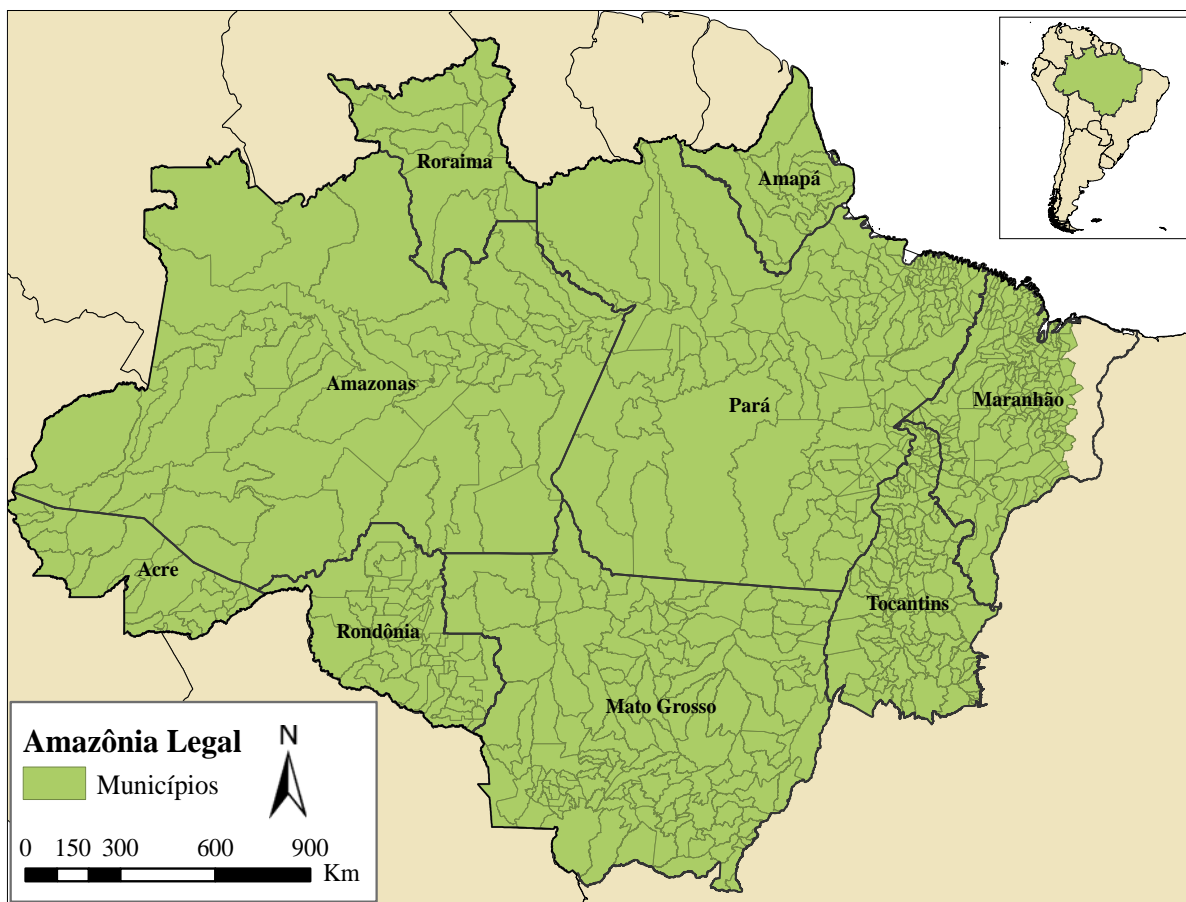 Roraima
Amapá
Amazonas
Pará
Maranhão
Acre
Tocantins
Rondônia
Mato Grosso
Amazônia Legal
N
Municípios
0 150 300 600 900
Km